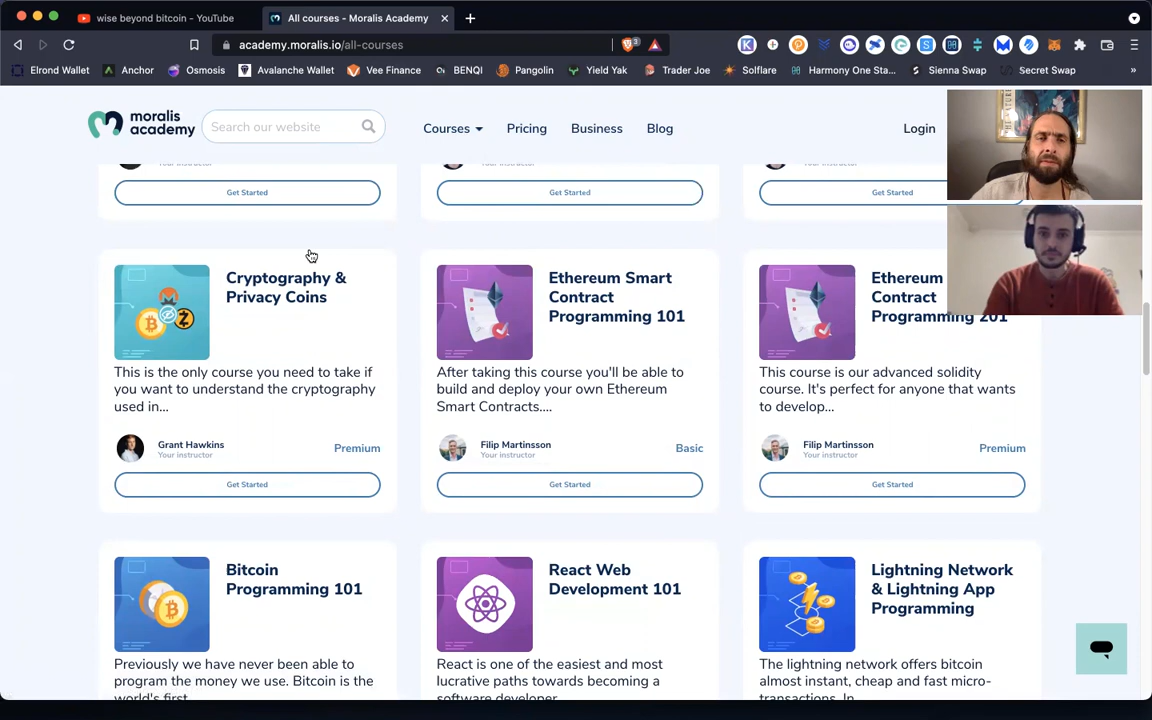 wise beyond bitcoin - YouTube
All courses - Moralis Academy
academy.moralis.io/all-courses
Elrond Wallet Anchor Osmosis Avalanche Wallet Vee Finance BENQI Pangolin Yield Yak Trader Joe Solflare Harmony One Sta... Sienna Swap Secret Swap
moralis academy
Search our website
Courses Pricing Business Blog Login
Your instructor
Get Started Get Started Get Started
Cryptography &
Privacy Coins
This is the only course you need to take if
you want to understand the cryptography
used in...
Grant Hawkins
Premium
Your instructor
Get Started
Ethereum Smart
Contract
Programming 101
After taking this course you'll be able to
build and deploy your own Ethereum
Smart Contracts....
Filip Martinsson
Basic
Your instructor
Get Started
Ethereum
Contract
Programming 201
This course is our advanced solidity
course. It's perfect for anyone that wants
to develop...
Filip Martinsson
Premium
Your instructor
Get Started
Bitcoin
Programming 101
Previously we have never been able to
program the money we use. Bitcoin is the
world's first
React Web
Development 101
React is one of the easiest and most
lucrative paths towards becoming a
software developer
Lightning Network
& Lightning App
Programming
The lightning network offers bitcoin
almost instant, cheap and fast micro-
transactions. In